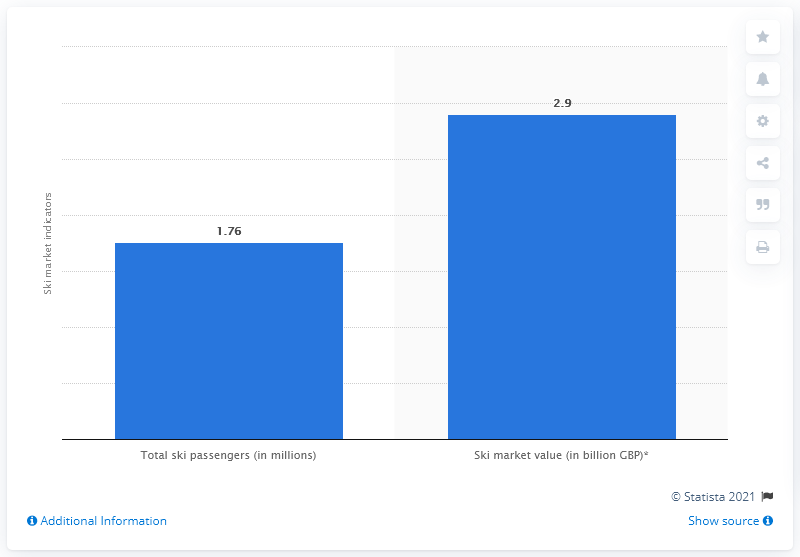 2.9
1.76
Ski market indicators
Total ski passengers (in millions)
Ski market value (in billion GBP)*
© Statista 2021
Additional Information
Show source